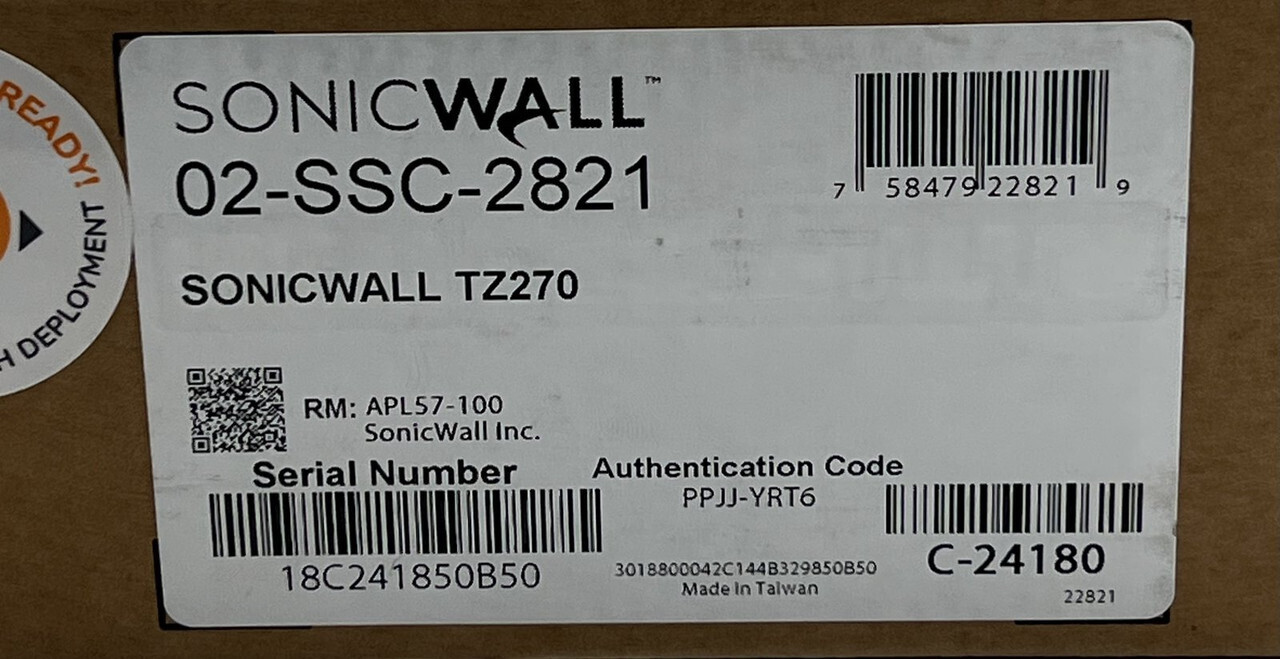 READY!
DEPLOYMENT
SONICWALL™
02-SSC-2821
7 58479 22821 9
SONICWALL TZ270
RM: APL57-100
SonicWall Inc.
Serial Number
18C241850B50
Authentication Code
PPJJ-YRT6
3018800042C144B329850B50
Made In Taiwan
C-24180
22821